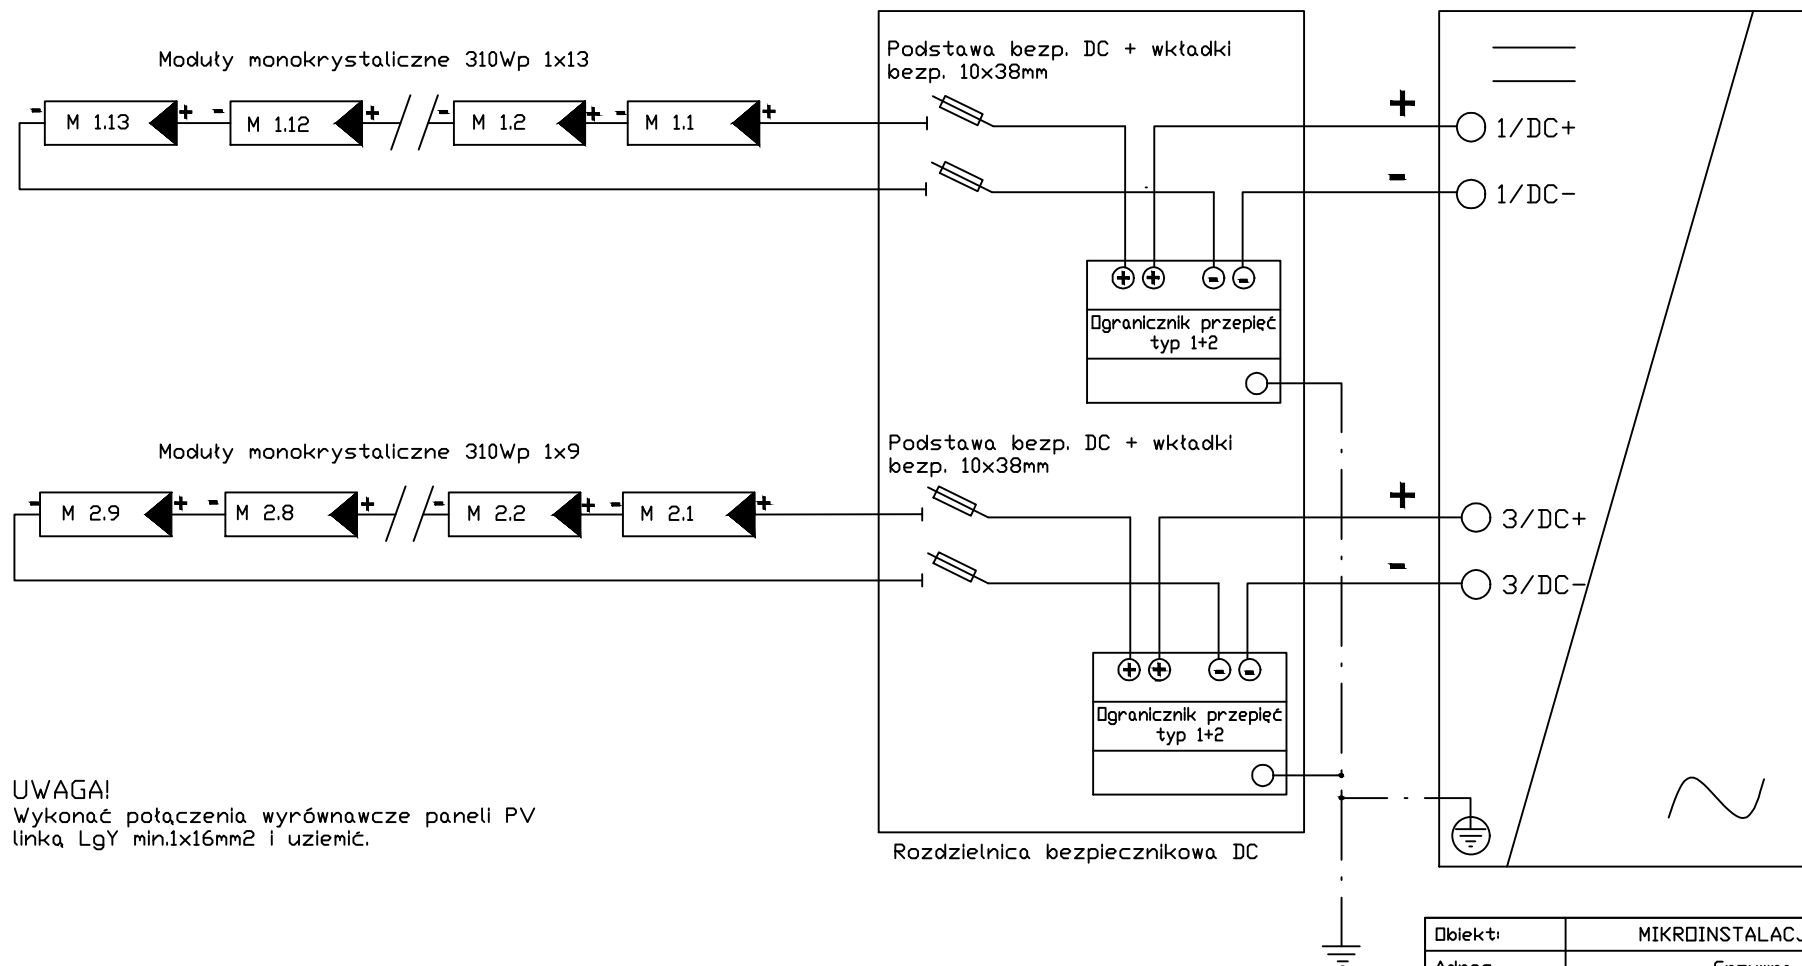 Moduły monokrystaliczne 310Wp 1x13
- M 1.13 + - M 1.12 + - M 1.2 + - M 1.1 +
Podstawa bezp. DC + wkładki
bezp. 10x38mm
+
1/DC+
-
1/DC-
+ + - -
Ogranicznik przepięć
typ 1+2
Moduły monokrystaliczne 310Wp 1x9
- M 2.9 + - M 2.8 + - M 2.2 + - M 2.1 +
Podstawa bezp. DC + wkładki
bezp. 10x38mm
+
3/DC+
-
3/DC-
+ + - -
Ogranicznik przepięć
typ 1+2
UWAGA!
Wykonać połączenia wyrównawcze paneli PV
linką LgY min.1x16mm2 i uziemić.
Rozdzielnica bezpiecznikowa DC
Obiekt: MIKROINSTALACJ